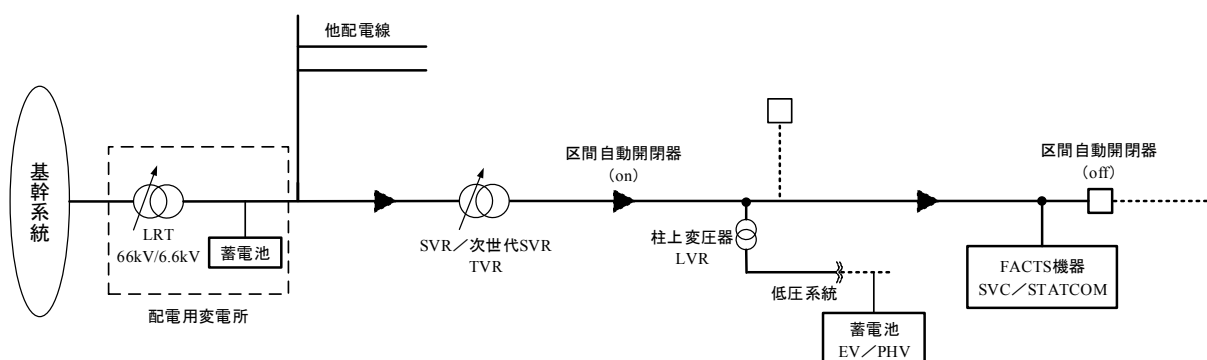 他配電線
基幹系統
LRT
66kV/6.6kV
蓄電池
配電用変電所
SVR／次世代SVR
TVR
区間自動開閉器
（on）
柱上変圧器
LVR
低圧系統
蓄電池
EV／PHV
区間自動開閉器
（off）
FACTS機器
SVC／STATCOM